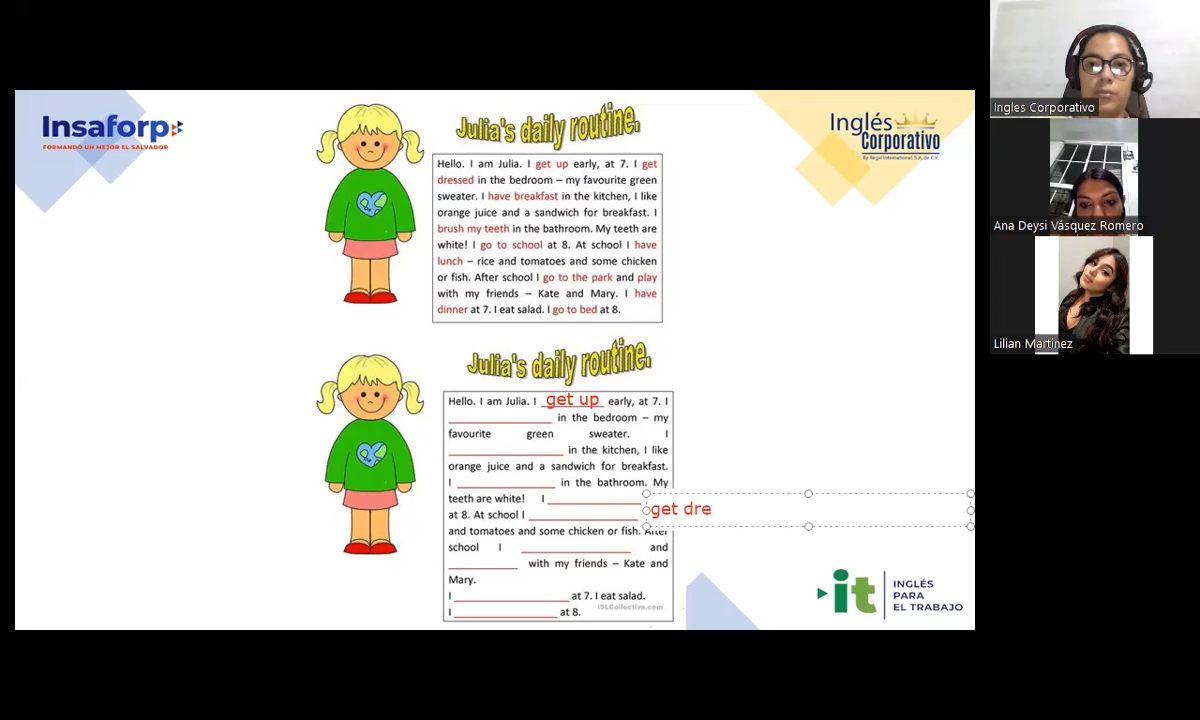 Insaforp
FORMANDO UN MEJOR EL SALVADOR
Julia's daily routine.
Hello. I am Julia. I get up early, at 7. I get
dressed in the bedroom – my favourite green
sweater. I have breakfast in the kitchen, I like
orange juice and a sandwich for breakfast. I
brush my teeth in the bathroom. My teeth are
white! I go to school at 8. At school I have
lunch – rice and tomatoes and some chicken
or fish. After school I go to the park and play
with my friends – Kate and Mary. I have
dinner at 7. I eat salad. I go to bed at 8.
Inglés
Corporativo
By Regal International, S.A. de C.V.
Julia's daily routine.
Hello. I am Julia. I get up early, at 7. I
in the bedroom – my
favourite green sweater. I
in the kitchen, I like
orange juice and a sandwich for breakfast.
I in the bathroom. My
teeth are white! I
at 8. At school I
and tomatoes and some chicken or fish. After
school I and
with my friends – Kate and
Mary.
I at 7. I eat salad.
iSLCollective.com
I at 8.
get dre
it
INGLÉS
PARA
EL TRABAJO
Ingles Corporativo
Ana Deysi Vásquez Romero
Lilian Martinez